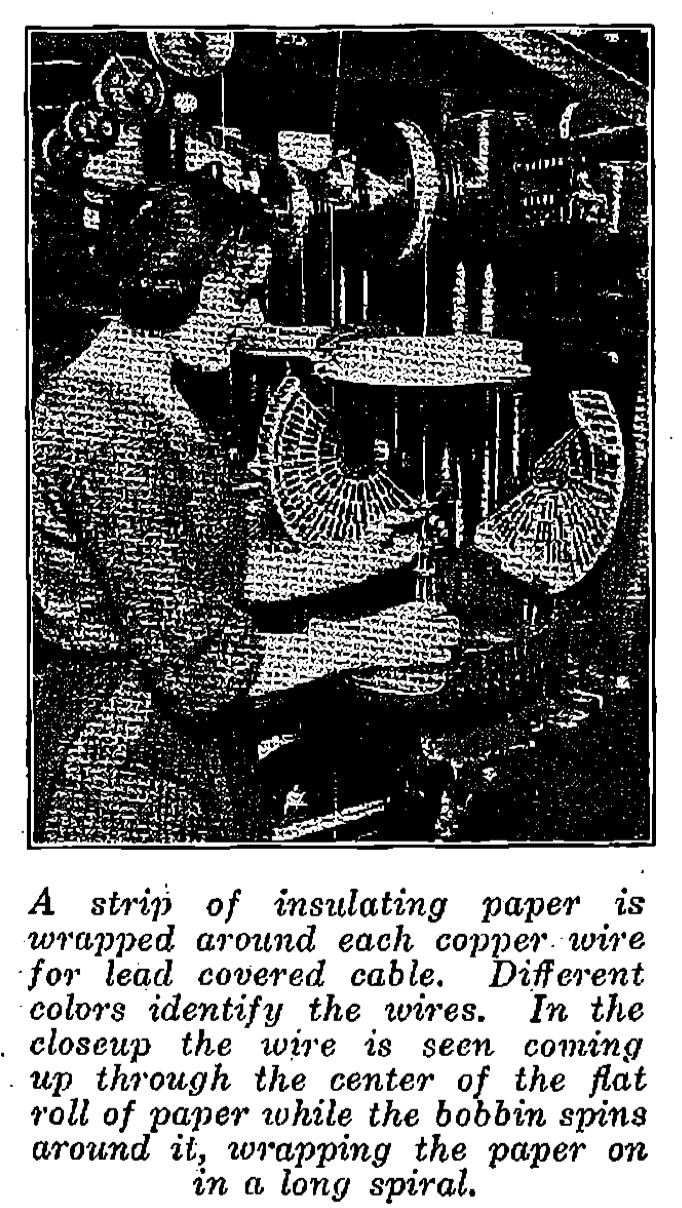 A strip of insulating paper is
wrapped around each copper wire
for lead covered cable. Different
colors identify the wires. In the
closeup the wire is seen coming
up through the center of the flat
roll of paper while the bobbin spins
around it, wrapping the paper on
in a long spiral.